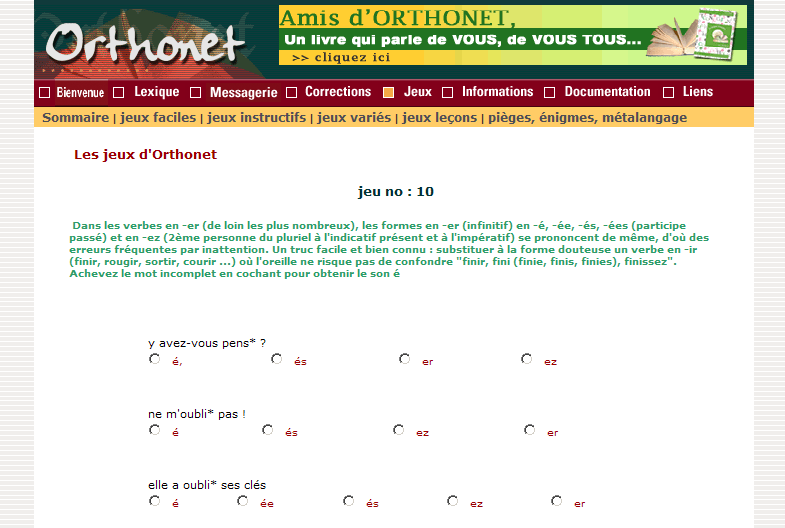 Orthonet
Amis d'ORTHONET,
Un livre qui parle de VOUS, de VOUS TOUS...
>> cliquez ici
Bienvenue Lexique Messagerie Corrections Jeux Informations Documentation Liens
Sommaire | jeux faciles | jeux instructifs | jeux variés | jeux leçons | pièges, énigmes, métalangage
Les jeux d'Orthonet
jeu no : 10
Dans les verbes en -er (de loin les plus nombreux), les formes en -er (infinitif) en -é, -ée, -és, -ées (participe
passé) et en -ez (2ème personne du pluriel à l'indicatif présent et à l'impératif) se prononcent de même, d'où des
erreurs fréquentes par inattention. Un truc facile et bien connu : substituer à la forme douteuse un verbe en -ir
(finir, rougir, sortir, courir ...) où l'oreille ne risque pas de confondre "finir, fini (finie, finis, finies), finissez".
Achevez le mot incomplet en cochant pour obtenir le son é
y avez-vous pens* ?
é, és er ez
ne m'oubli* pas !
é és ez er
elle a oubli* ses clés
é ée és ez er